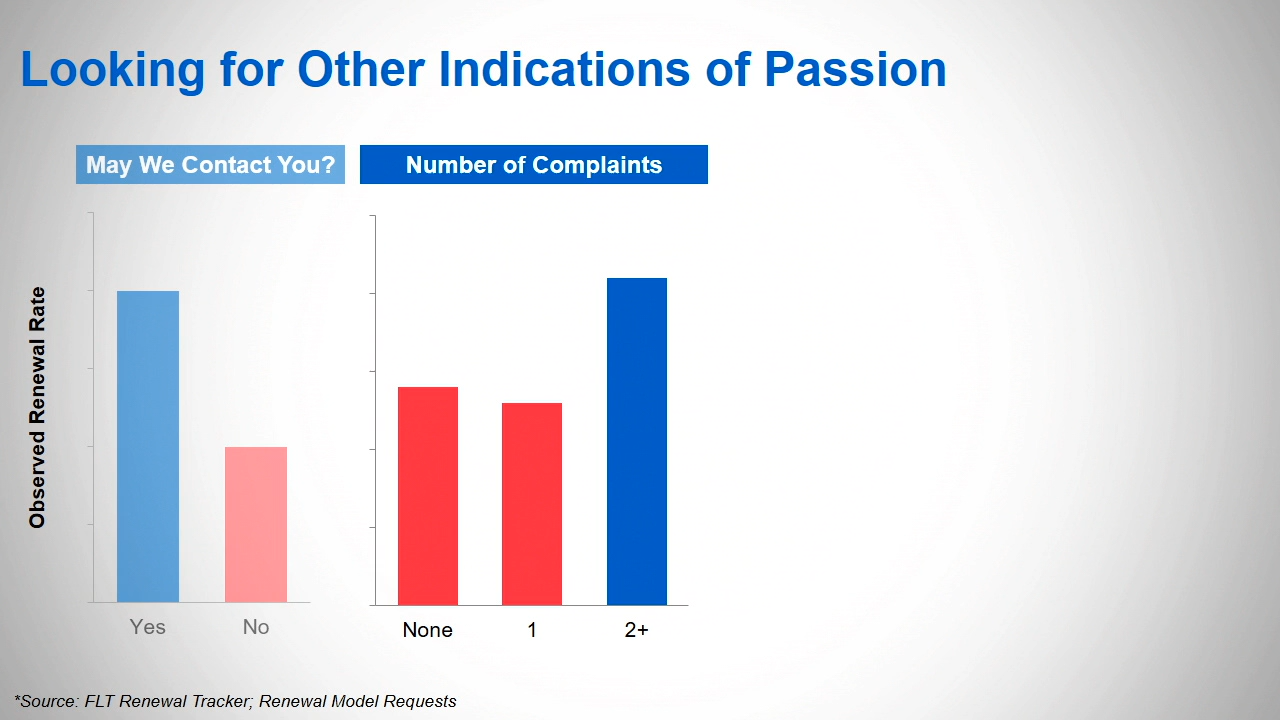 Looking for Other Indications of Passion
May We Contact You?
Number of Complaints
Observed Renewal Rate
Yes
No
None
1
2+
*Source: FLT Renewal Tracker; Renewal Model Requests